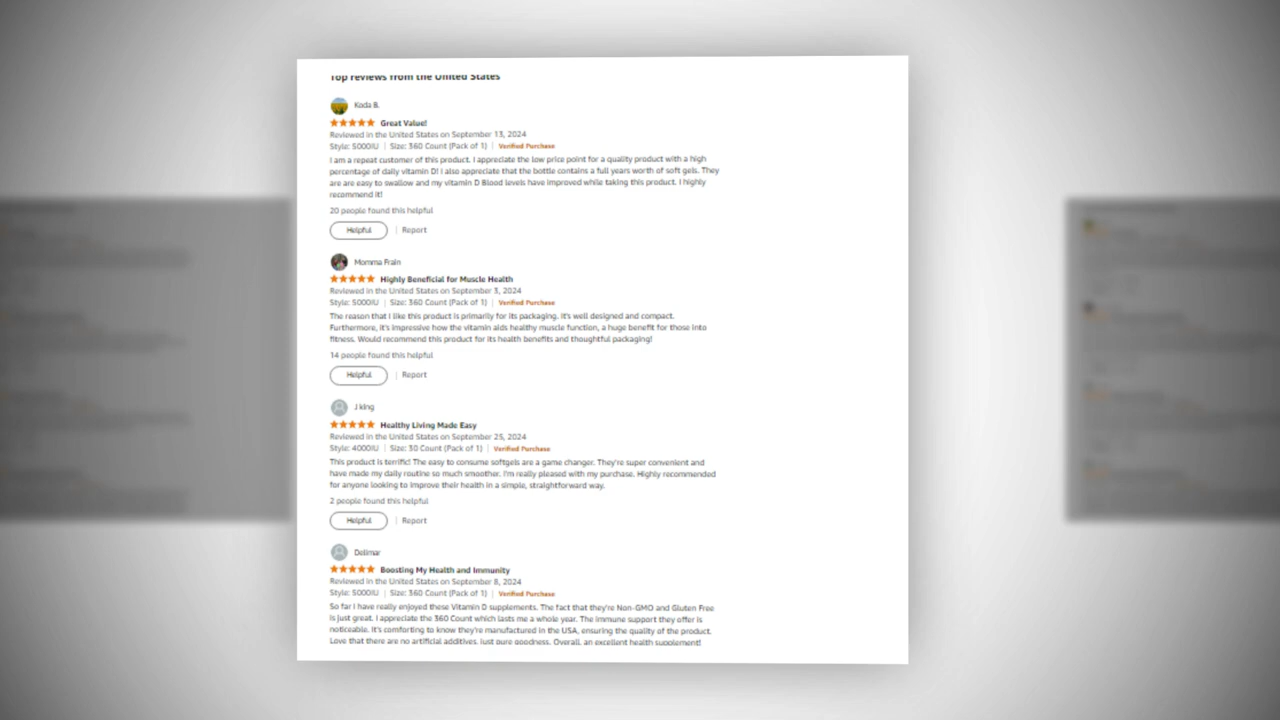 Top reviews from the United States
Koda B.
Great Value!
Reviewed in the United States on September 13, 2024
Style: 5000IU | Size: 360 Count (Pack of 1) | Verified Purchase
I am a repeat customer of this product. I appreciate the low price point for a quality product with a high
percentage of daily vitamin D! I also appreciate that the bottle contains a full years worth of soft gels. They
are are easy to swallow and my vitamin D Blood levels have improved while taking this product. I highly
recommend it!
20 people found this helpful
Helpful | Report
Momma Frain
Highly Beneficial for Muscle Health
Reviewed in the United States on September 3, 2024
Style: 5000IU | Size: 360 Count (Pack of 1) | Verified Purchase
The reason that I like this product is primarily for its packaging. It's well designed and compact.
Furthermore, it's impressive how the vitamin aids healthy muscle function, a huge benefit for those into
fitness. Would recommend this product for its health benefits and thoughtful packaging!
14 people found this helpful
Helpful | Report
J king
Healthy Living Made Easy
Reviewed in the United States on September 25, 2024
Style: 4000IU | Size: 30 Count (Pack of 1) | Verified Purchase
This product is terrific! The easy to consume softgels are a game changer. They're super convenient and
have made my daily routine so much smoother. I'm really pleased with my purchase. Highly recommended
for anyone looking to improve their health in a simple, straightforward way.
2 people found this helpful
Helpful | Report
Delimar
Boosting My Health and Immunity
Reviewed in the United States on September 8, 2024
Style: 5000IU | Size: 360 Count (Pack of 1) | Verified Purchase
So far I have really enjoyed these Vitamin D supplements. The fact that they're Non-GMO and Gluten Free
is just great. I appreciate the 360 Count which lasts me a whole year. The immune support they offer is
noticeable. It's comforting to know they're manufactured in the USA, ensuring the quality of the product.
Love that there are no artificial additives, just pure goodness. Overall, an excellent health supplement!